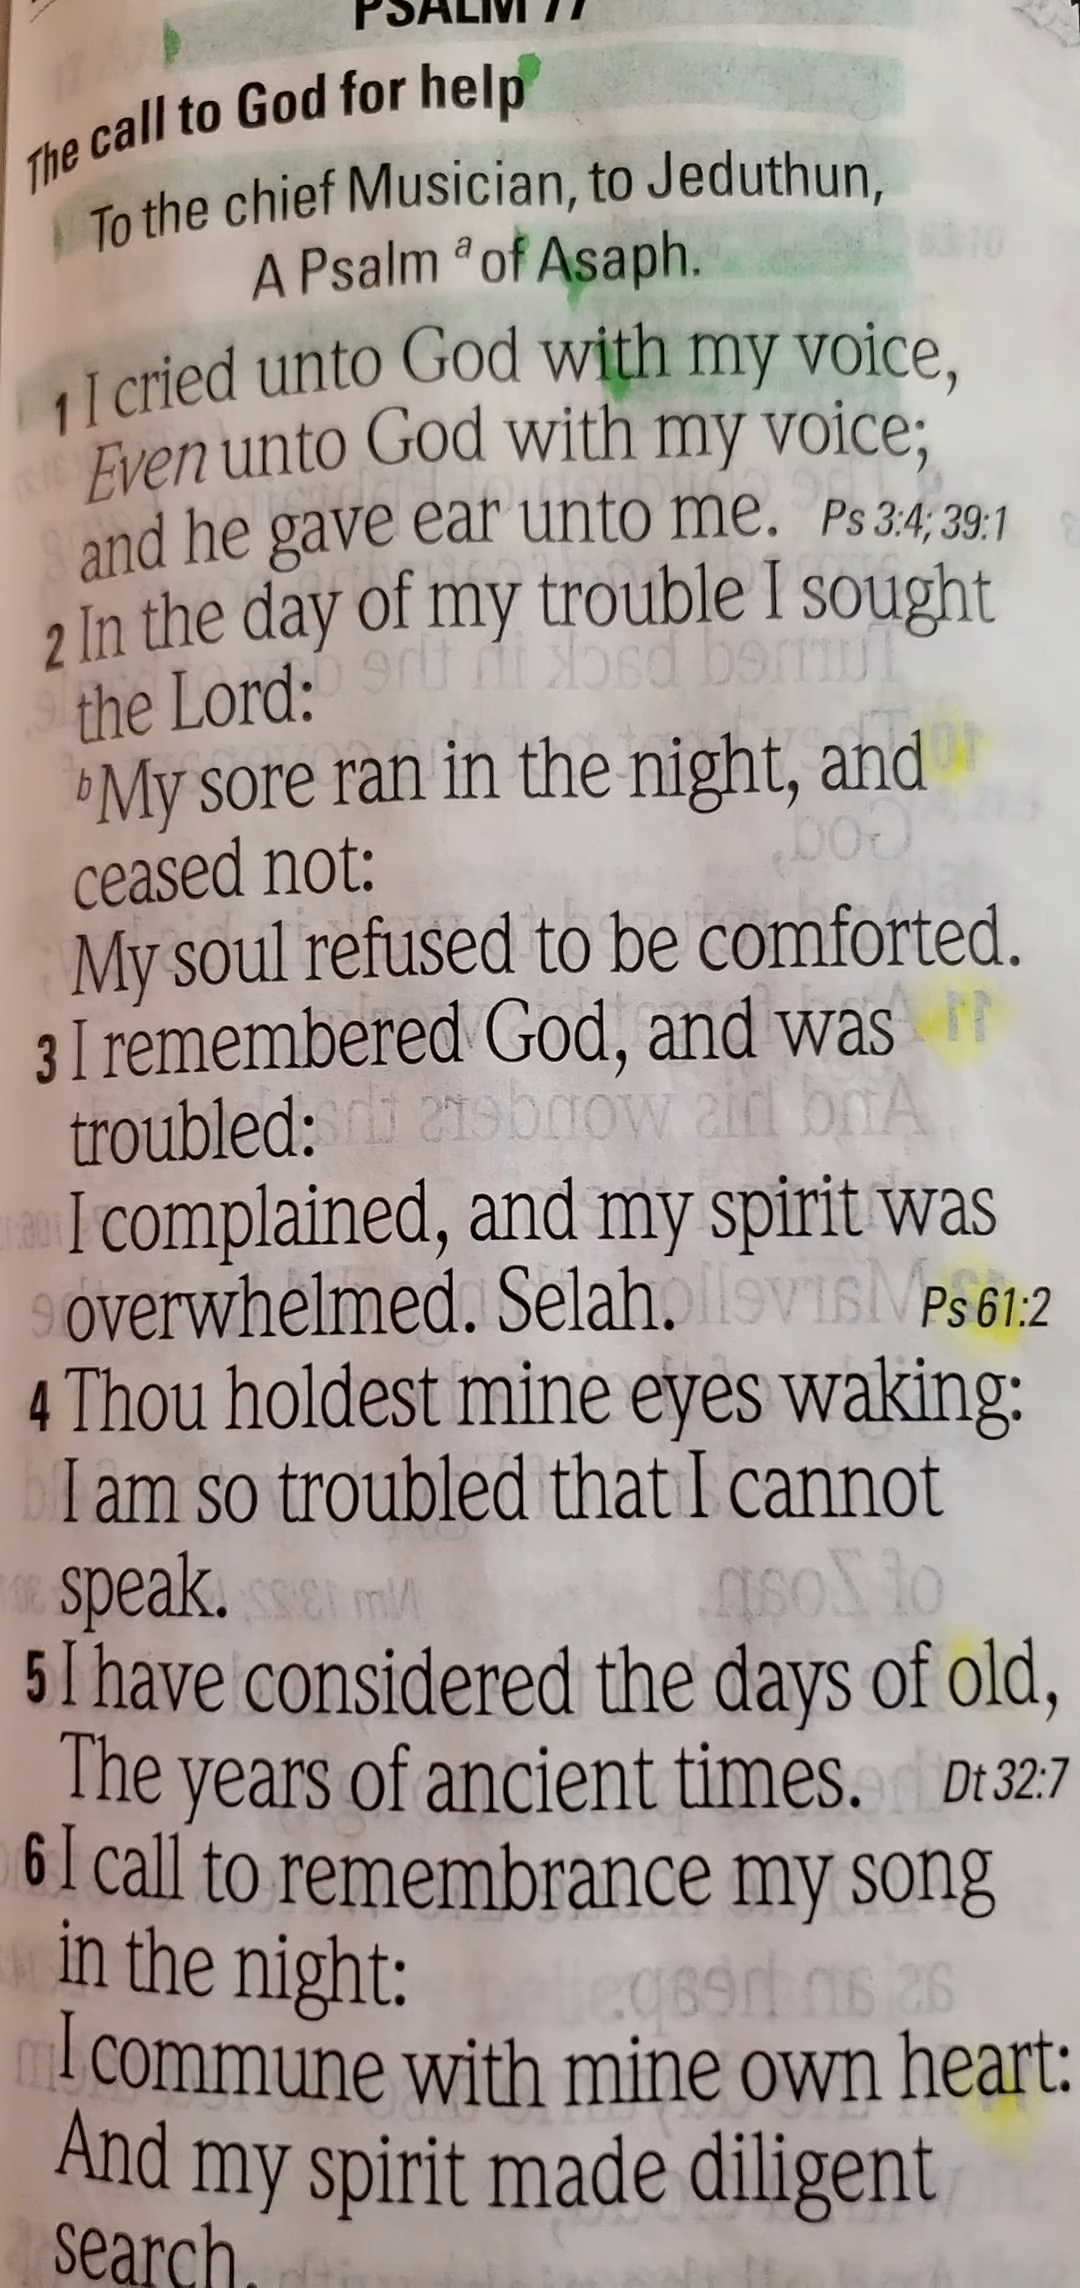 PSALM 77
The call to God for help
To the chief Musician, to Jeduthun,
A Psalm a of Asaph.
1 I cried unto God with my voice,
Even unto God with my voice;
and he gave ear unto me. Ps 3:4; 39:1
2 In the day of my trouble I sought
the Lord:
b My sore ran in the night, and
ceased not:
My soul refused to be comforted.
3 I remembered God, and was
troubled:
I complained, and my spirit was
overwhelmed. Selah. Ps 61:2
4 Thou holdest mine eyes waking:
I am so troubled that I cannot
speak.
5 I have considered the days of old,
The years of ancient times. Dt 32:7
6 I call to remembrance my song
in the night:
I commune with mine own heart:
And my spirit made diligent
search.